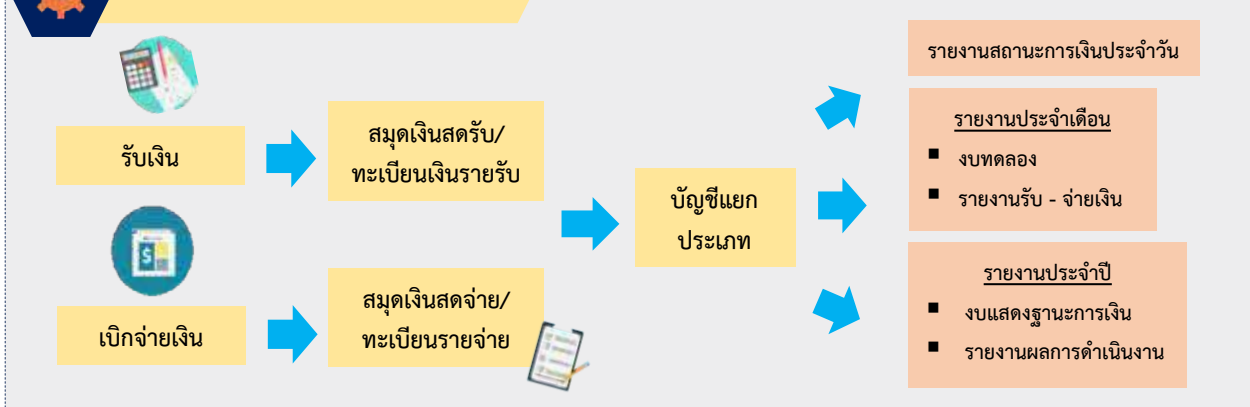 รับเงิน
สมุดเงินสดรับ/
ทะเบียนเงินรายรับ
เบิกจ่ายเงิน
สมุดเงินสดจ่าย/
ทะเบียนรายจ่าย
บัญชีแยก
ประเภท
รายงานสถานะการเงินประจำวัน
รายงานประจำเดือน
▪ งบทดลอง
▪ รายงานรับ - จ่ายเงิน
รายงานประจำปี
▪ งบแสดงฐานะการเงิน
▪ รายงานผลการดำเนินงาน